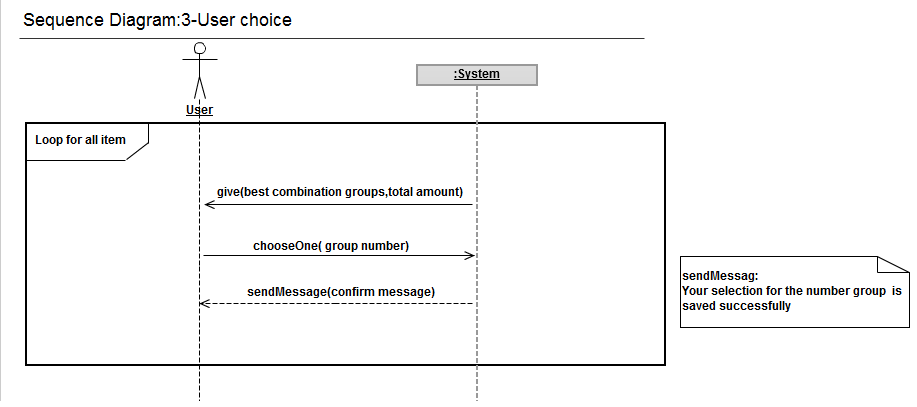 Sequence Diagram:3-User choice
:System
User
Loop for all item
give(best combination groups,total amount)
chooseOne( group number)
sendMessage(confirm message)
sendMessag:
Your selection for the number group is
saved successfully